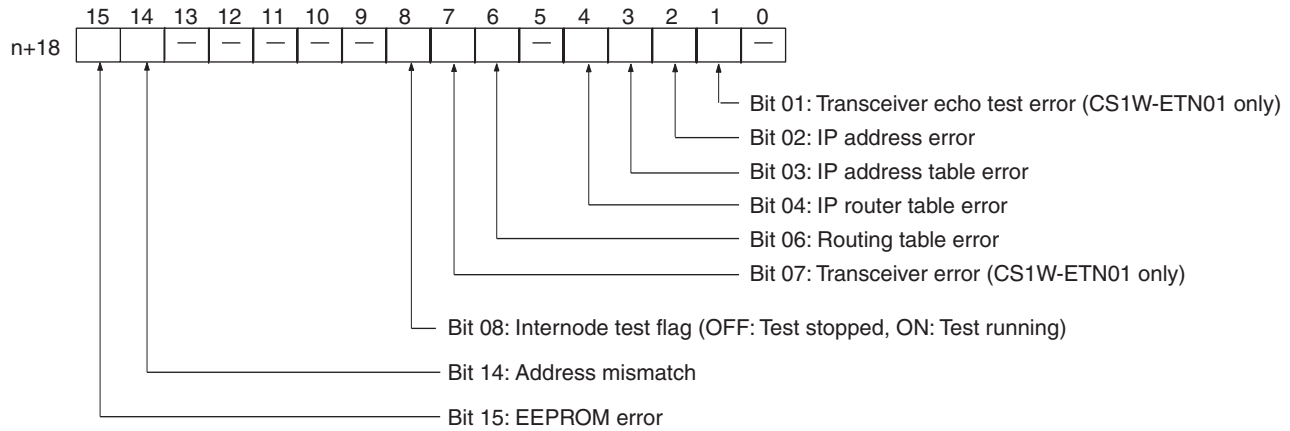 15 14 13 12 11 10 9 8 7 6 5 4 3 2 1 0
n+18 — — — — — — —
Bit 01: Transceiver echo test error (CS1W-ETN01 only)
Bit 02: IP address error
Bit 03: IP address table error
Bit 04: IP router table error
Bit 06: Routing table error
Bit 07: Transceiver error (CS1W-ETN01 only)
Bit 08: Internode test flag (OFF: Test stopped, ON: Test running)
Bit 14: Address mismatch
Bit 15: EEPROM error